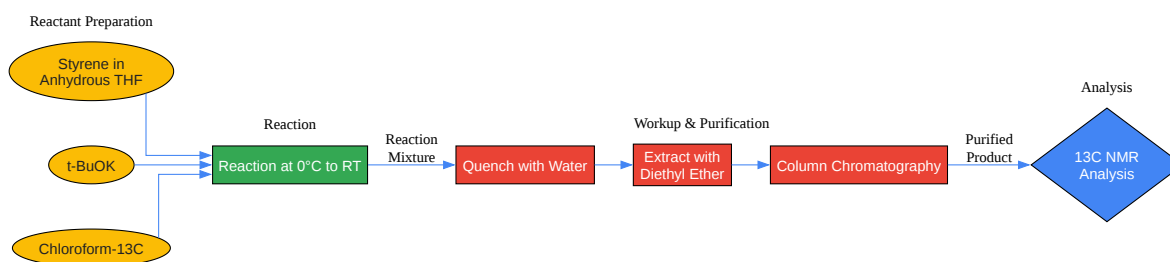 Reactant Preparation
Styrene in
Anhydrous THF
t-BuOK
Chloroform-13C
Reaction
Reaction at 0°C to RT
Reaction
Mixture
Quench with Water
Workup & Purification
Extract with
Diethyl Ether
Column Chromatography
Purified
Product
Analysis
13C NMR
Analysis